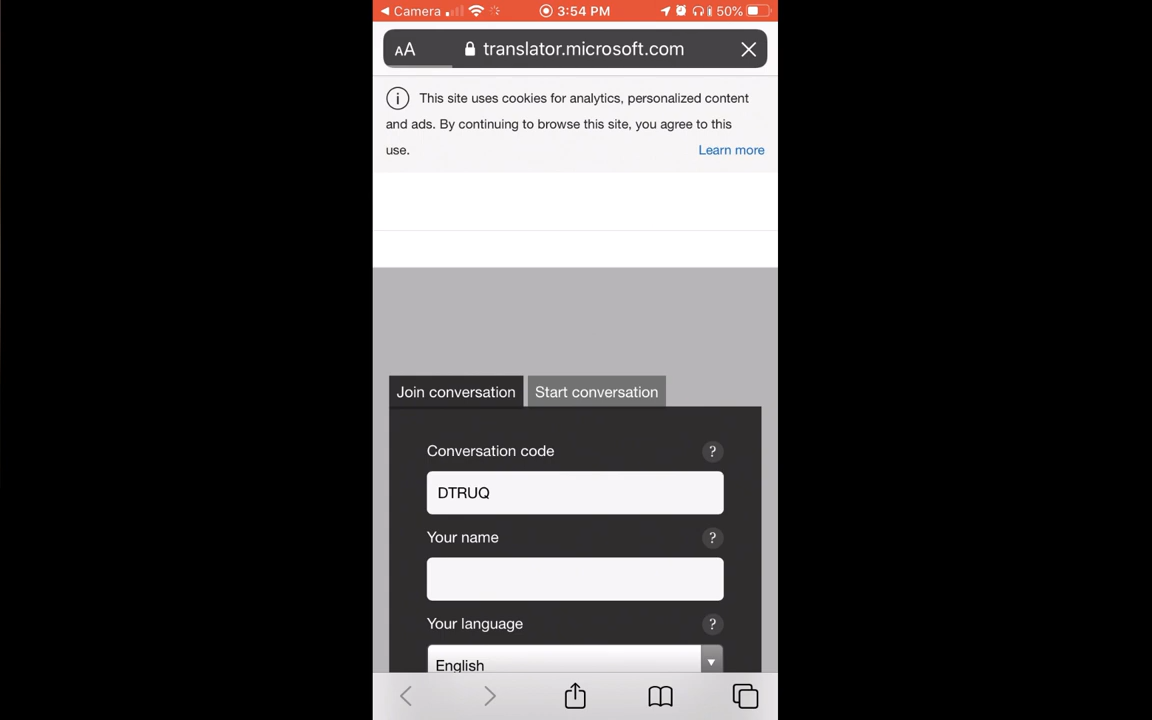 Camera 3:54 PM 50%
AA translator.microsoft.com
This site uses cookies for analytics, personalized content
and ads. By continuing to browse this site, you agree to this
use. Learn more
Join conversation Start conversation
Conversation code ?
DTRUQ
Your name ?
Your language ?
English